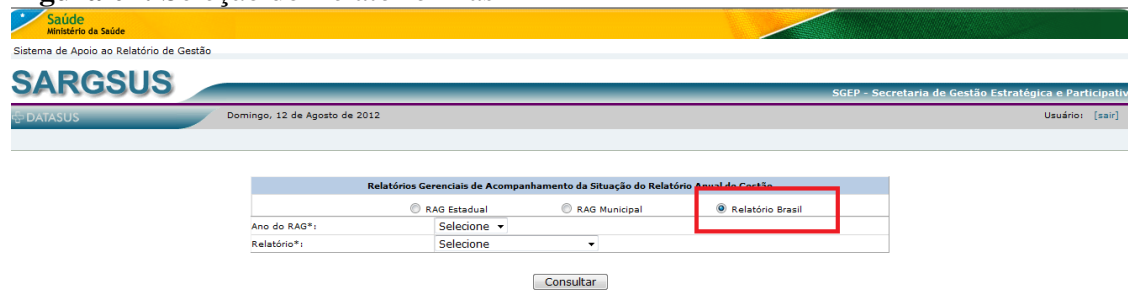 Saúde
Ministério da Saúde
Sistema de Apoio ao Relatório de Gestão
SARGSUS
SGEP - Secretaria de Gestão Estratégica e Participativ
DATASUS Domingo, 12 de Agosto de 2012 Usuário: [sair]
Relatórios Gerenciais de Acompanhamento da Situação do Relatório Anual de Gestão
RAG Estadual RAG Municipal Relatório Brasil
Ano do RAG*: Selecione
Relatório*: Selecione
Consultar